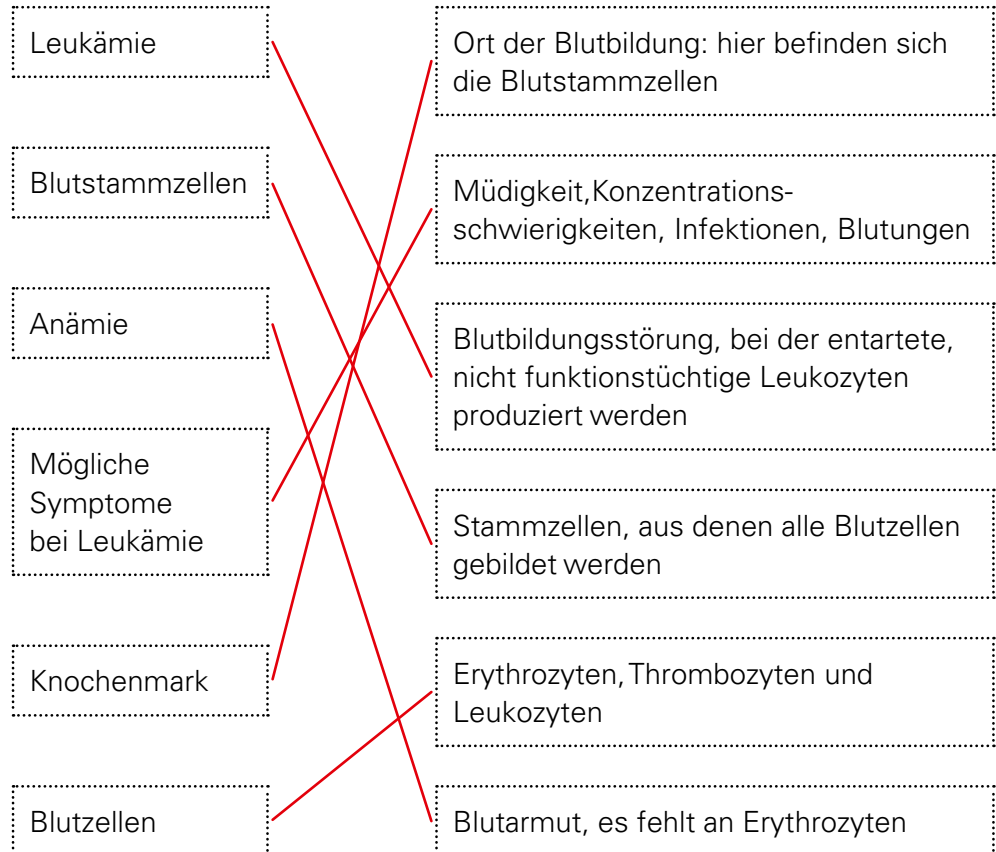 Leukämie
Blutstammzellen
Anämie
Mögliche
Symptome
bei Leukämie
Knochenmark
Blutzellen
Ort der Blutbildung: hier befinden sich
die Blutstammzellen
Müdigkeit,Konzentrations-
schwierigkeiten, Infektionen, Blutungen
Blutbildungsstörung, bei der entartete,
nicht funktionstüchtige Leukozyten
produziert werden
Stammzellen, aus denen alle Blutzellen
gebildet werden
Erythrozyten, Thrombozyten und
Leukozyten
Blutarmut, es fehlt an Erythrozyten